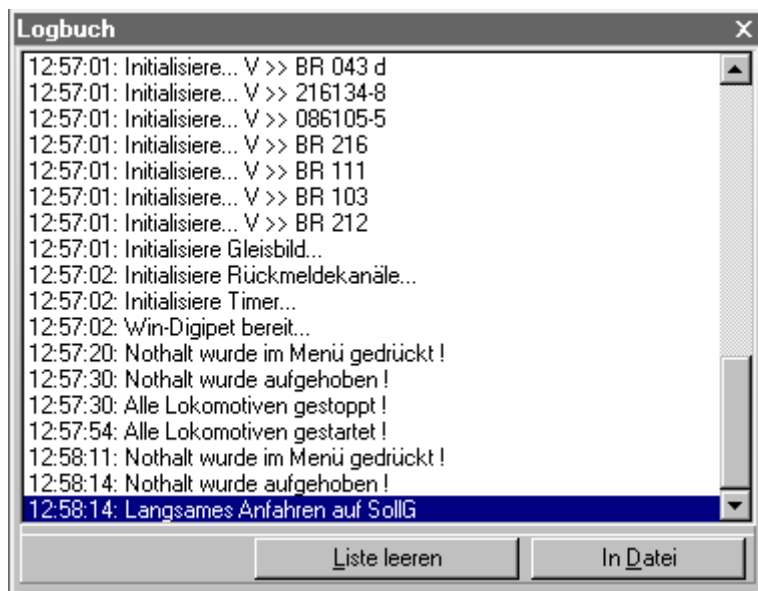 Logbuch
12:57:01: Initialisiere... V >> BR 043 d
12:57:01: Initialisiere... V >> 216134-8
12:57:01: Initialisiere... V >> 086105-5
12:57:01: Initialisiere... V >> BR 216
12:57:01: Initialisiere... V >> BR 111
12:57:01: Initialisiere... V >> BR 103
12:57:01: Initialisiere... V >> BR 212
12:57:01: Initialisiere Gleisbild...
12:57:02: Initialisiere Rückmeldekanäle...
12:57:02: Initialisiere Timer...
12:57:02: Win-Digipet bereit...
12:57:20: Nothalt wurde im Menü gedrückt !
12:57:30: Nothalt wurde aufgehoben !
12:57:30: Alle Lokomotiven gestoppt !
12:57:54: Alle Lokomotiven gestartet !
12:58:11: Nothalt wurde im Menü gedrückt !
12:58:14: Nothalt wurde aufgehoben !
12:58:14: Langsames Anfahren auf SollG
Liste leeren In Datei